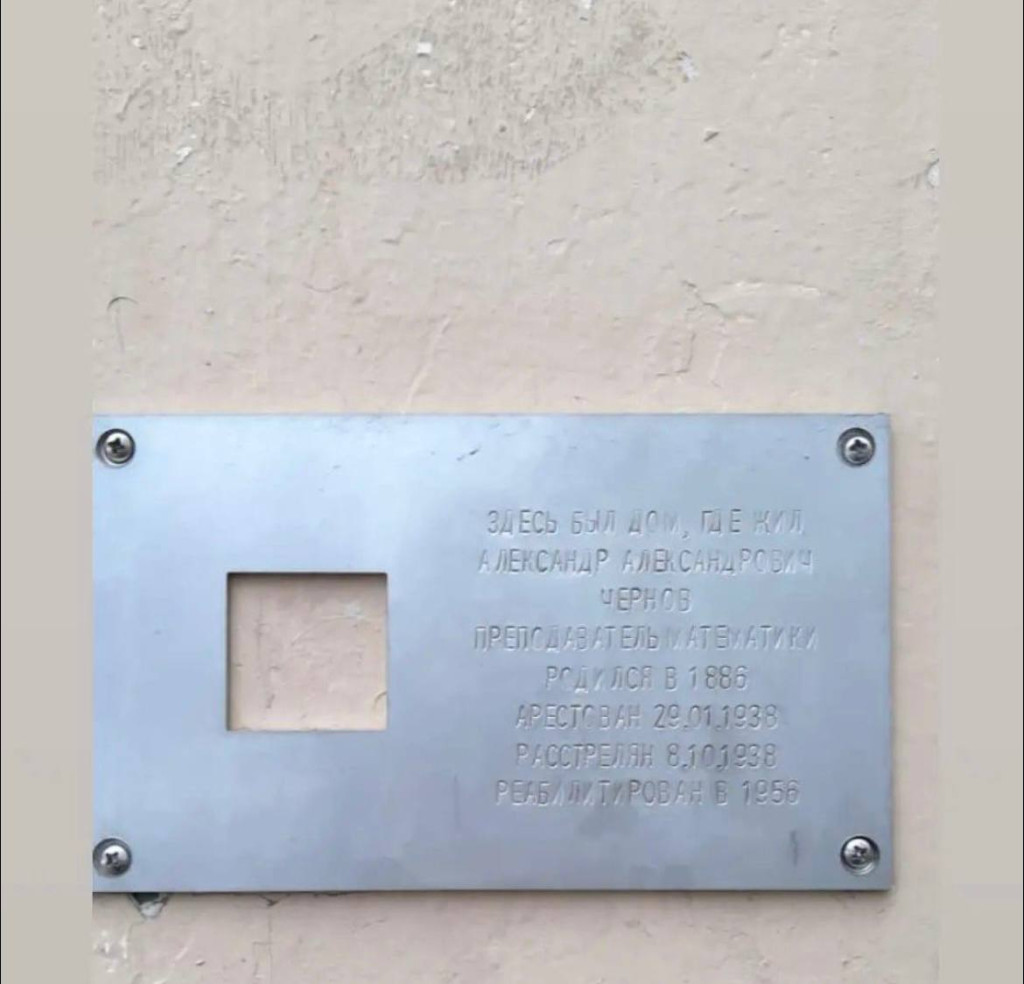 ЗДЕСЬ БЫЛ ДОМ, ГДЕ ЖИЛ
АЛЕКСАНДР АЛЕКСАНДРОВИЧ
ЧЕРНОВ
ПРЕПОДАВАТЕЛЬ МАТЕМАТИКИ
РОДИЛСЯ В 1886
АРЕСТОВАН 29.01.1938
РАССТРЕЛЯН 8.10.1938
РЕАБИЛИТИРОВАН В 1956